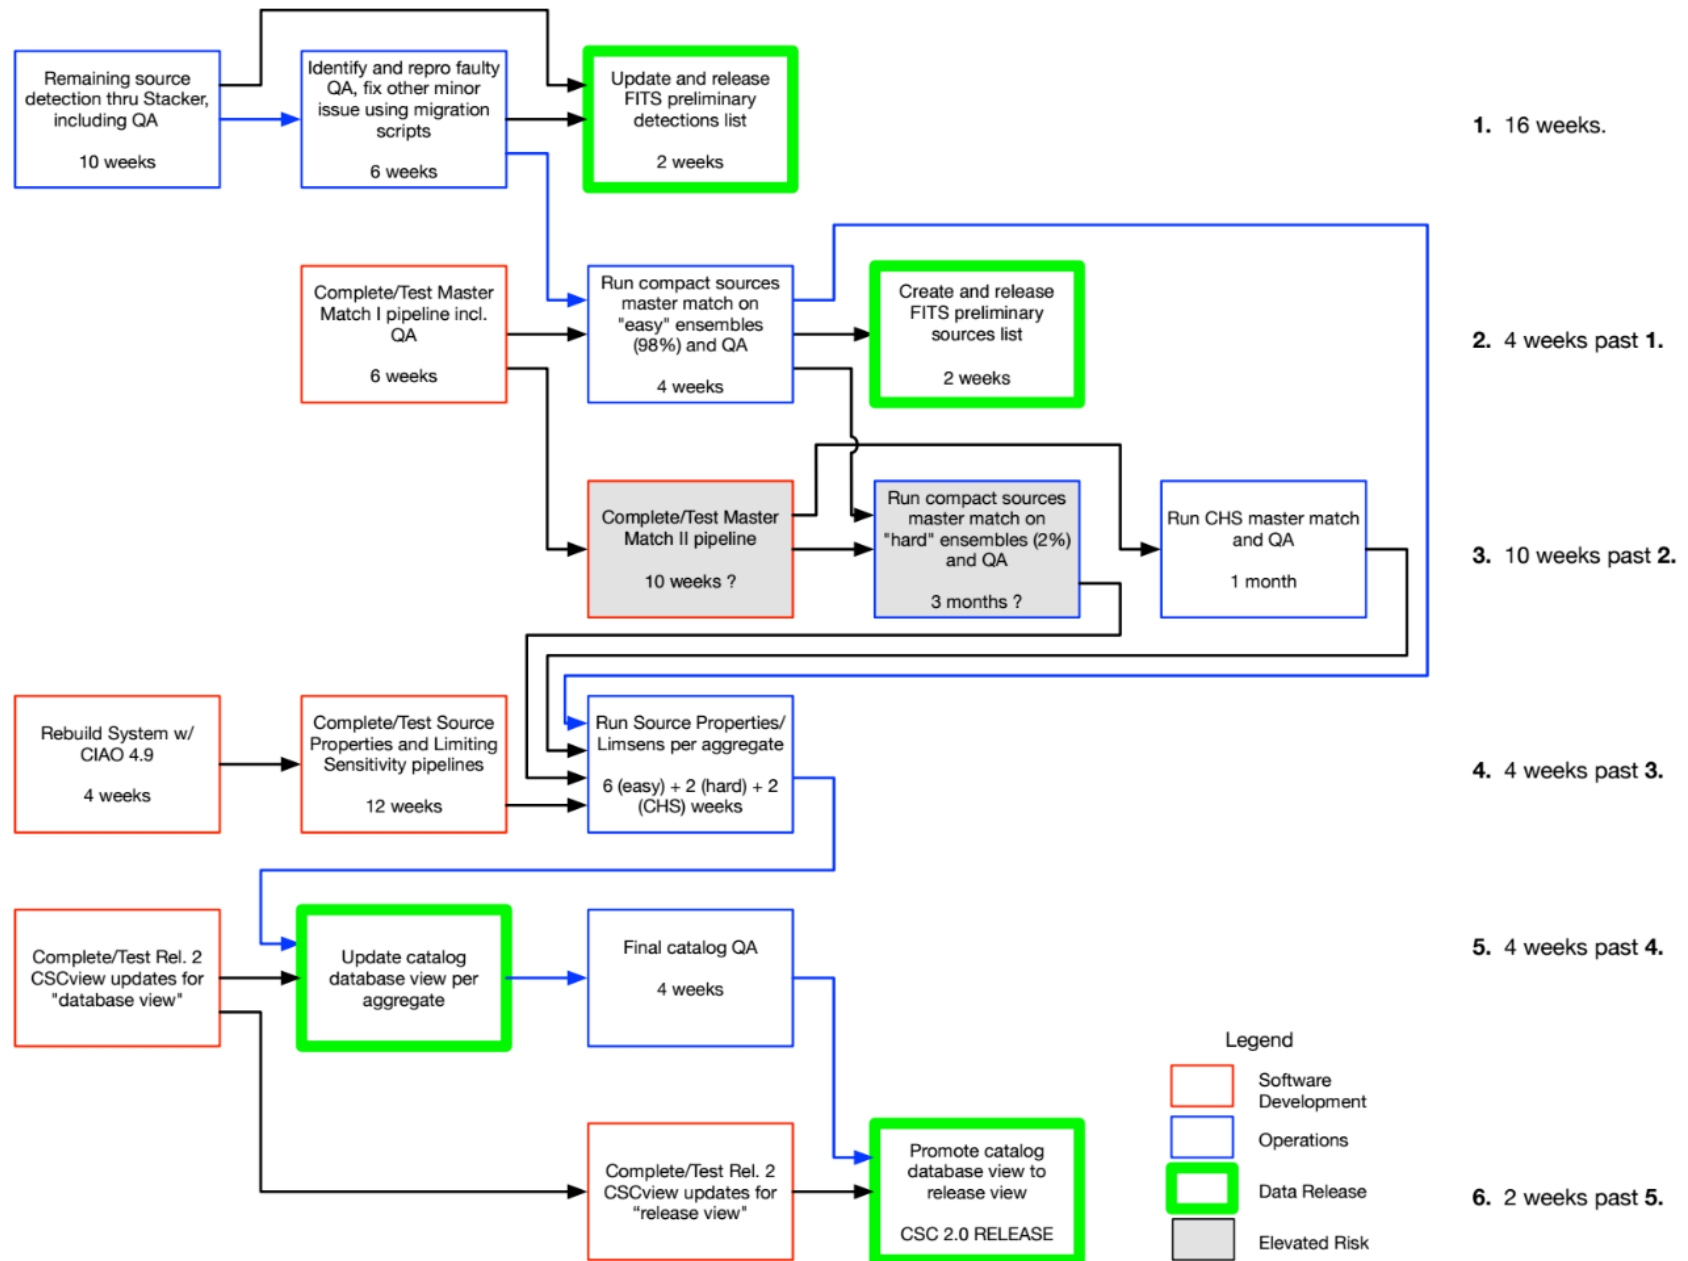 Remaining source
detection thru Stacker,
including QA
10 weeks
Identify and repro faulty
QA, fix other minor
issue using migration
scripts
6 weeks
Update and release
FITS preliminary
detections list
2 weeks
1. 16 weeks.
Complete/Test Master
Match I pipeline incl.
QA
6 weeks
Run compact sources
master match on
"easy" ensembles
(98%) and QA
4 weeks
Create and release
FITS preliminary
sources list
2 weeks
2. 4 weeks past 1.
Complete/Test Master
Match II pipeline
10 weeks ?
Run compact sources
master match on
"hard" ensembles (2%)
and QA
3 months ?
Run CHS master match
and QA
1 month
3. 10 weeks past 2.
Rebuild System w/
CIAO 4.9
4 weeks
Complete/Test Source
Properties and Limiting
Sensitivity pipelines
12 weeks
Run Source Properties/
Limsens per aggregate
6 (easy) + 2 (hard) + 2
(CHS) weeks
4. 4 weeks past 3.
Complete/Test Rel. 2
CSCview updates for
"database view"
Update catalog
database view per
aggregate
Final catalog QA
4 weeks
5. 4 weeks past 4.
Complete/Test Rel. 2
CSCview updates for
“release view"
Promote catalog
database view to
release view
CSC 2.0 RELEASE
6. 2 weeks past 5.
Legend
Software
Development
Operations
Data Release
Elevated Risk